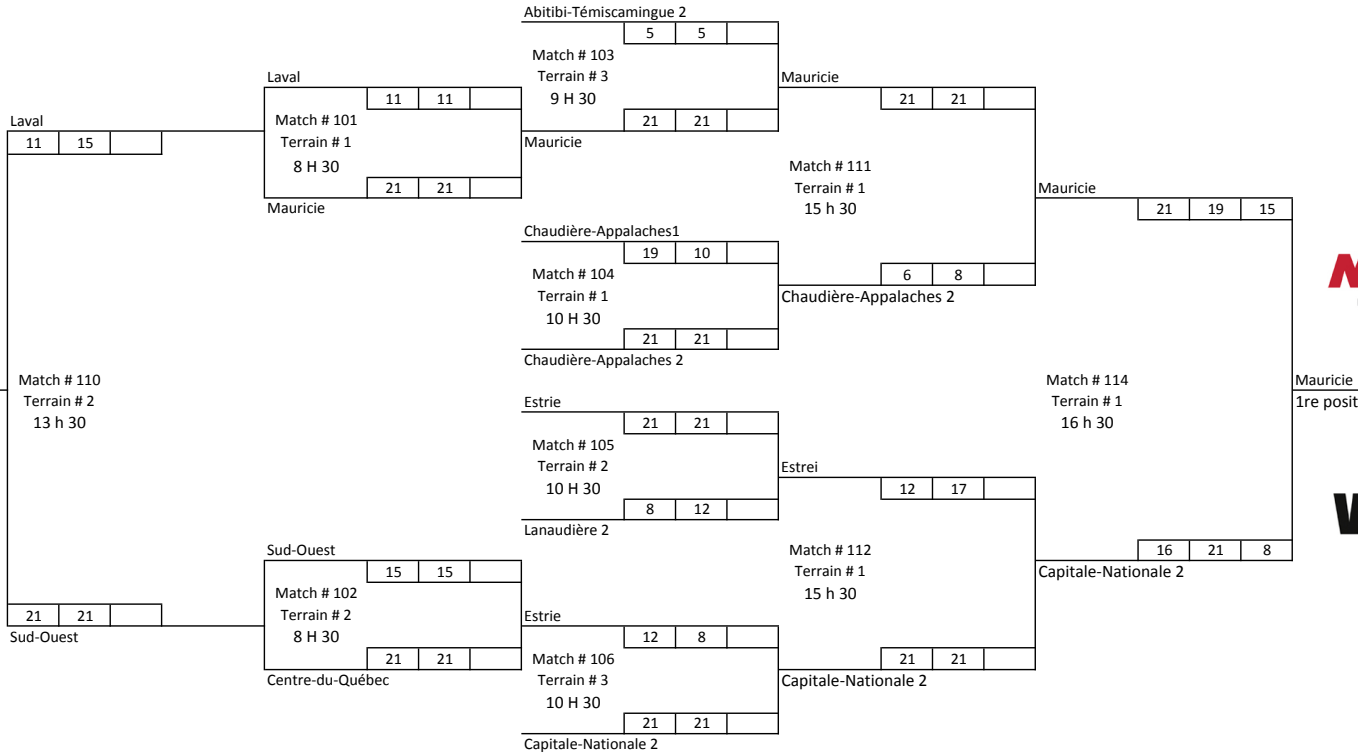 Abitibi-Témiscamingue 2
5 5
Match # 103
Terrain # 3
9 H 30
21 21
Mauricie
Laval
11 11
Match # 101
Terrain # 1
8 H 30
21 21
Mauricie
Laval
11 15
Match # 110
Terrain # 2
13 h 30
21 21
Sud-Ouest
Mauricie
21 21
Match # 111
Terrain # 1
15 h 30
6 8
Chaudière-Appalaches 2
Chaudière-Appalaches1
19 10
Match # 104
Terrain # 1
10 H 30
21 21
Chaudière-Appalaches 2
Estrie
21 21
Match # 105
Terrain # 2
10 H 30
8 12
Lanaudière 2
Sud-Ouest
15 15
Match # 102
Terrain # 2
8 H 30
21 21
Centre-du-Québec
Estrie
12 8
Match # 106
Terrain # 3
10 H 30
21 21
Capitale-Nationale 2
Estrei
12 17
Match # 112
Terrain # 1
15 h 30
21 21
Capitale-Nationale 2
Mauricie
21 19 15
Match # 114
Terrain # 1
16 h 30
16 21 8
Capitale-Nationale 2
Mauricie
1re posit